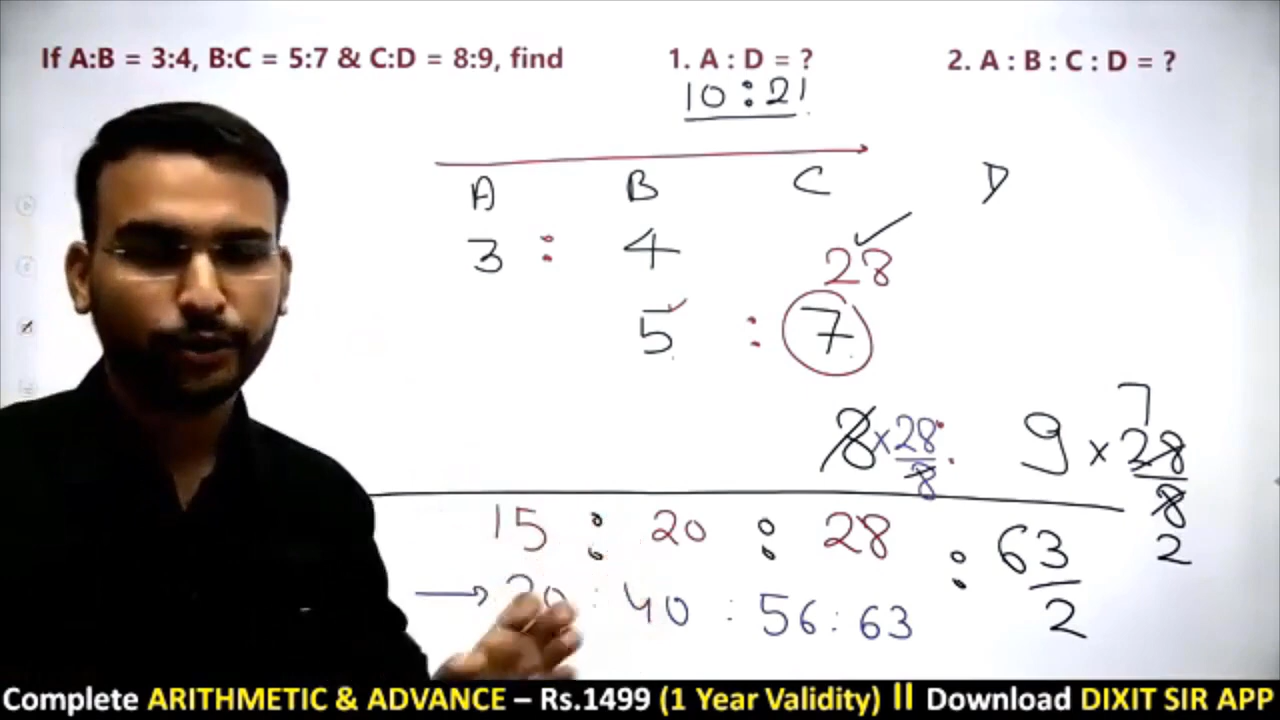 If A:B = 3:4, B:C = 5:7 & C:D = 8:9, find 1. A : D = ? 2. A : B : C : D = ?
10 : 21
A B C D
3 : 4 28
5 : 7
8 × 28/8 : 9 × 28/8 7 2
15 : 20 : 28 : 63/2
: 40 : 56 : 63
Complete ARITHMETIC & ADVANCE – Rs.1499 (1 Year Validity) II Download DIXIT SIR APP